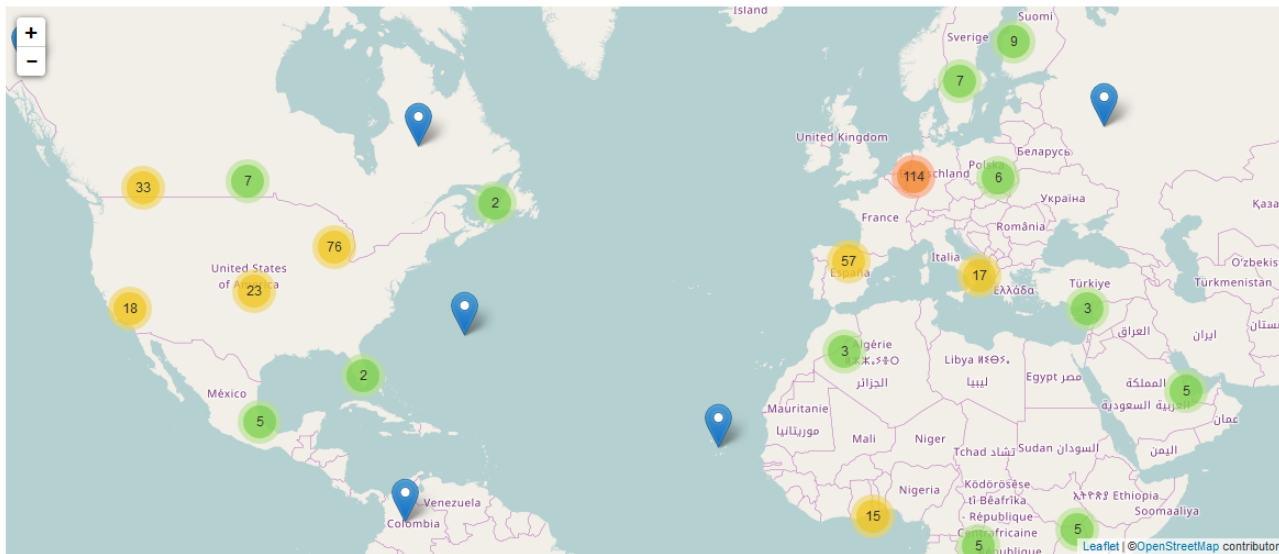 Ísland
Suomi
+
Sverige
9
−
7
United Kingdom
Беларусь
Polska
33
7
114
Deutschland
6
2
Україна
Қаза
France
România
76
57
Italia
O'zbekis
United States
of America
23
España
17
Türkiye
Türkmenistan
Ελλάδα
18
3
العراق
ایران
ستان
3
Algérie
الجزائر
Libya ⵍⵉⴱⵢⴰ
ليبيا
Egypt مصر
المملكة
العربية السعودية
5
2
México
Mauritanie
موريتانيا
عمان
5
Mali
Niger
Tchad تشاد
Sudan السودان
اليمن
Venezuela
Nigeria
Ködörösêse
tî Bêafrîka
- République
Centrafricaine
ኢትዮጵያ Ethiopia
Soomaaliya
Colombia
15
5
5
Leaflet | ©OpenStreetMap contributor